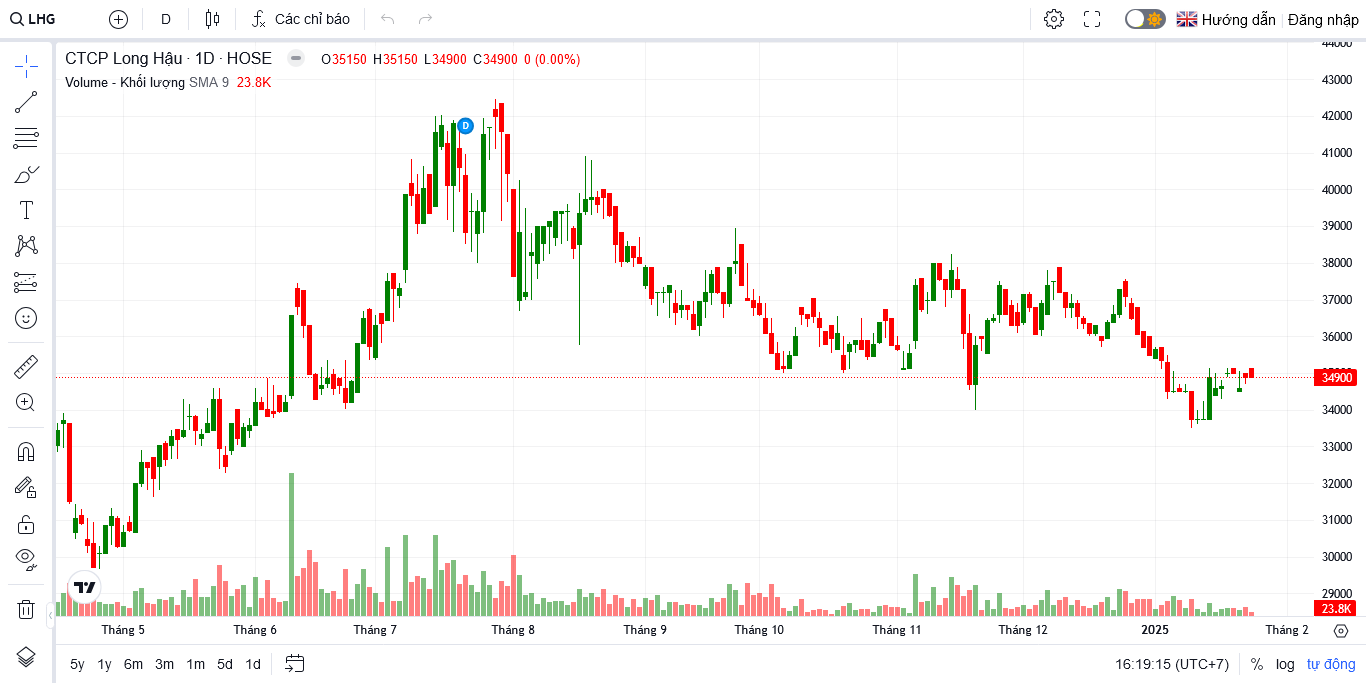 LHG D Các chỉ báo Hướng dẫn Đăng nhập
CTCP Long Hậu · 1D · HOSE O35150 H35150 L34900 C34900 0 (0.00%)
Volume - Khối lượng SMA 9 23.8K
D
44000
43000
42000
41000
40000
39000
38000
37000
36000
35000
34900
34000
33000
32000
31000
30000
29000
23.8K
Tháng 5 Tháng 6 Tháng 7 Tháng 8 Tháng 9 Tháng 10 Tháng 11 Tháng 12 2025 Tháng 2
5y 1y 6m 3m 1m 5d 1d 16:19:15 (UTC+7) % log tự động